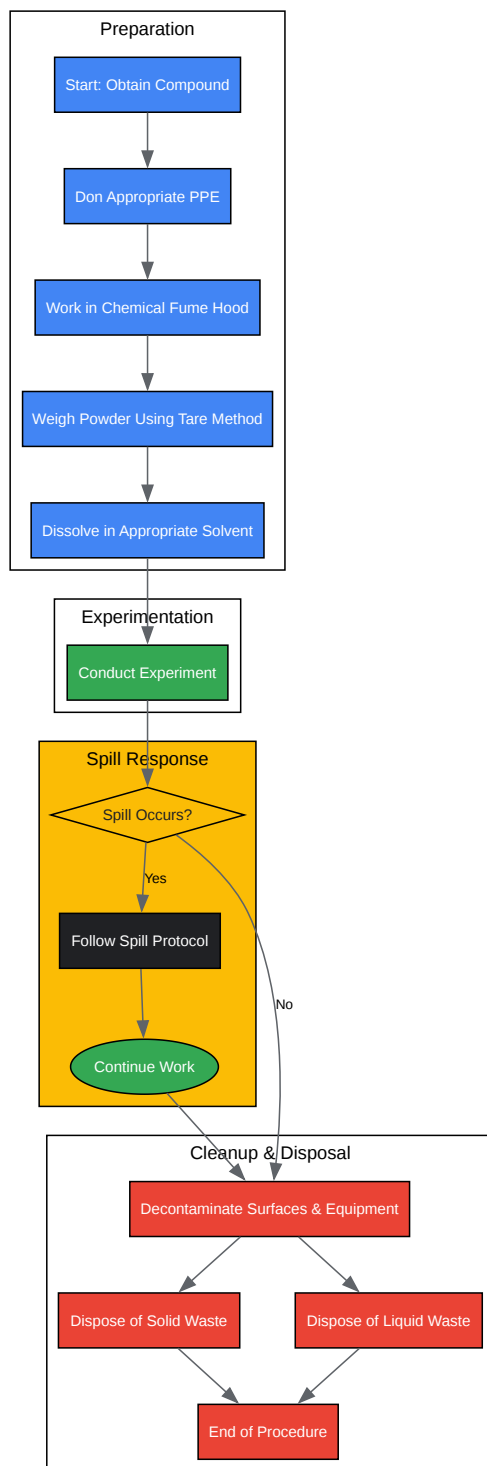 Preparation
Start: Obtain Compound
Don Appropriate PPE
Work in Chemical Fume Hood
Weigh Powder Using Tare Method
Dissolve in Appropriate Solvent
Experimentation
Conduct Experiment
Spill Response
Spill Occurs?
Yes
Follow Spill Protocol
No
Continue Work
Cleanup & Disposal
Decontaminate Surfaces & Equipment
Dispose of Solid Waste
Dispose of Liquid Waste
End of Procedure